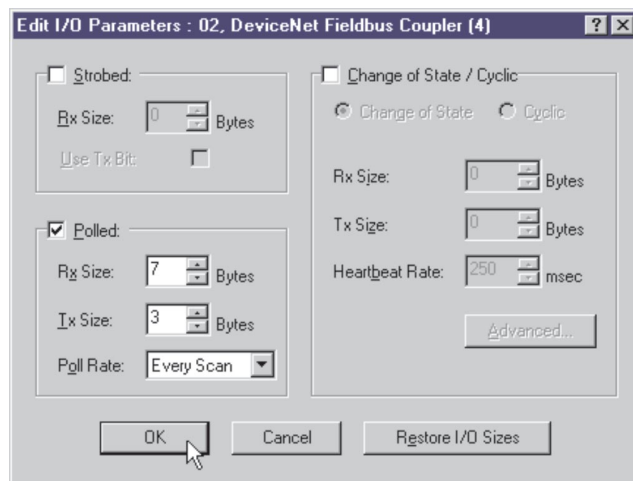 Edit I/O Parameters : 02, DeviceNet Fieldbus Coupler (4)
Strobed:
Rx Size: 0 Bytes
Use Tx Bit:
Polled:
Rx Size: 7 Bytes
Tx Size: 3 Bytes
Poll Rate: Every Scan
Change of State / Cyclic
Change of State Cyclic
Rx Size: 0 Bytes
Tx Size: 0 Bytes
Heartbeat Rate: 250 msec
Advanced...
OK Cancel Restore I/O Sizes